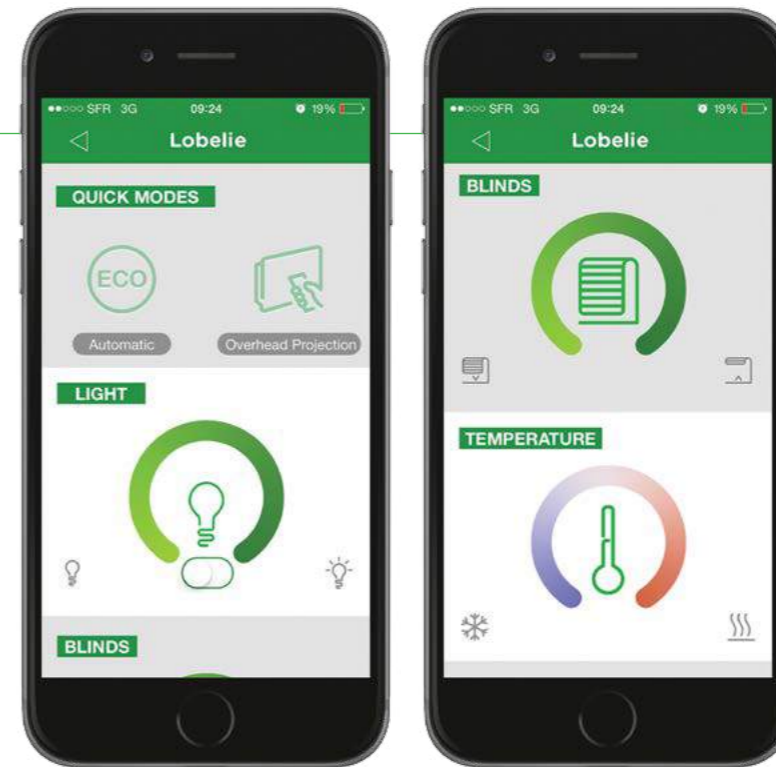 SFR 3G 09:24 19%
Lobelie
QUICK MODES
ECO
Automatic Overhead Projection
LIGHT
BLINDS
SFR 3G 09:24 19%
Lobelie
BLINDS
TEMPERATURE